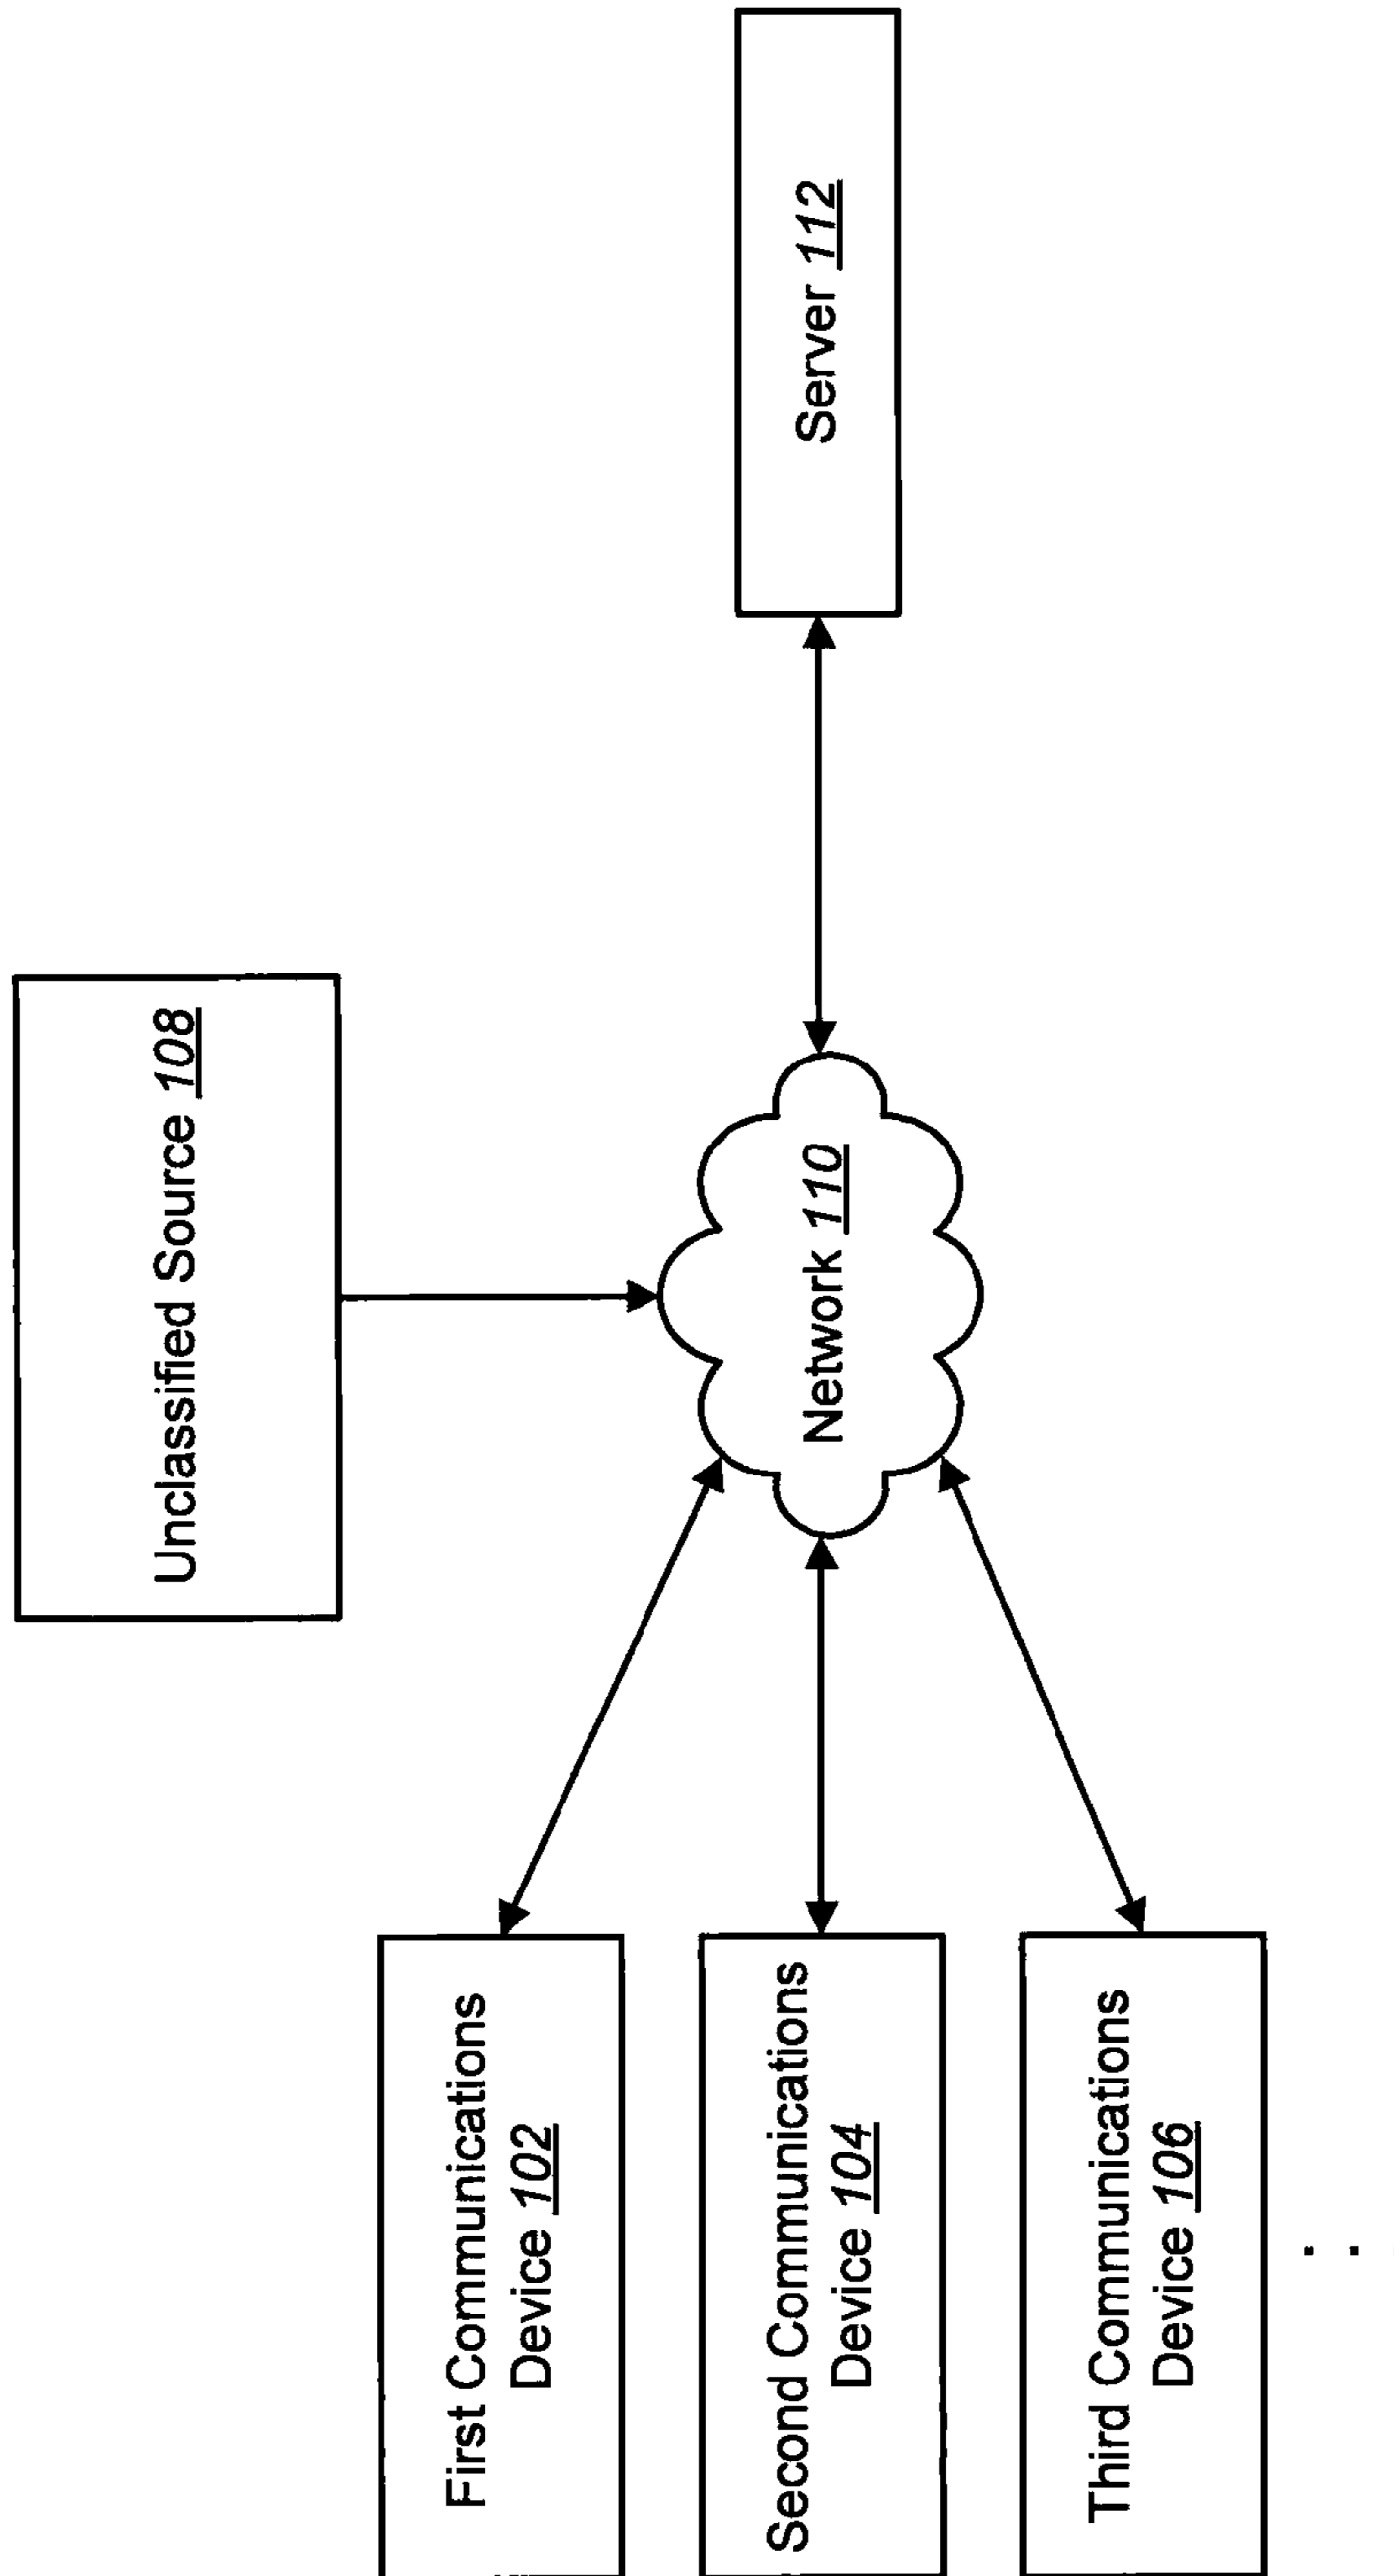 Unclassified Source 108
First Communications
Device 102
Second Communications
Device 104
Third Communications
Device 106
Network 110
Server 112
. . .